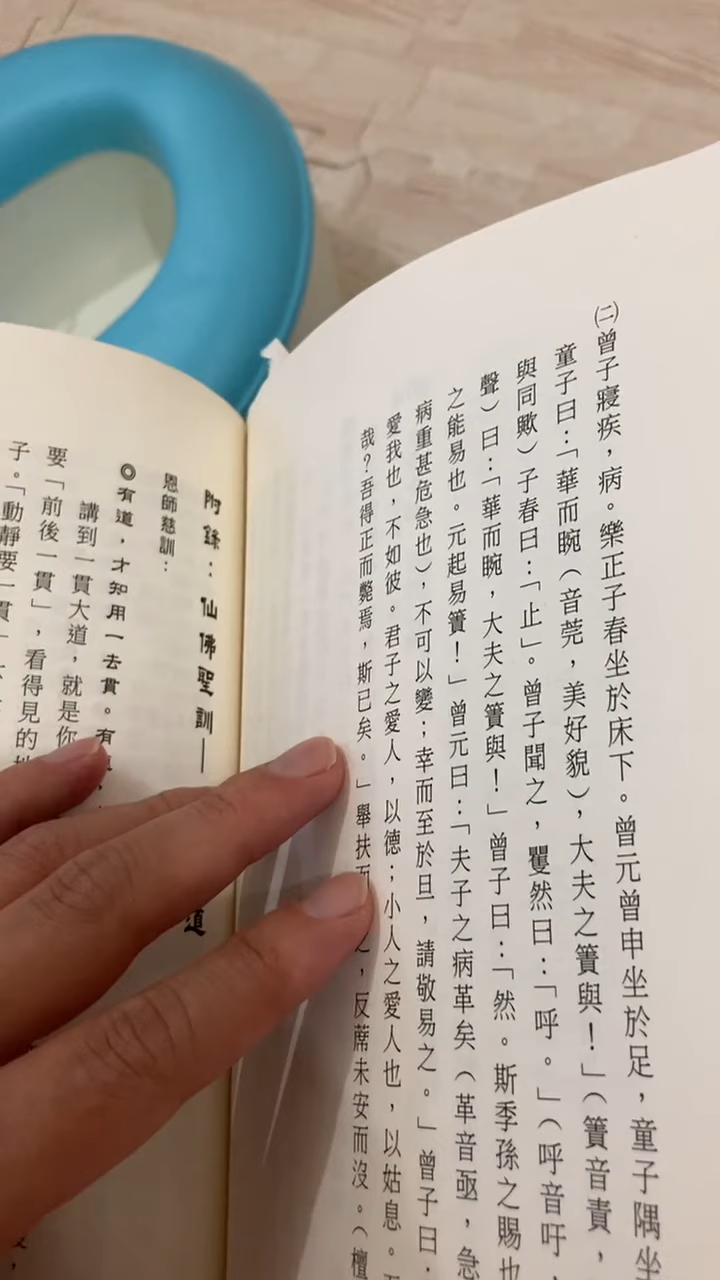 ㈡曾子寢疾，病。樂正子春坐於床下。曾元曾申坐於足，童子隅坐
童子曰：「華而睆（音莞，美好貌），大夫之簀與！」（簀音責，
與同歟）子春曰：「止」。曾子聞之，瞿然曰：「呼。」（呼音吁，
聲）曰：「華而睆，大夫之簀與！」曾子曰：「然。斯季孫之賜也
之能易也。元起易簀！」曾元曰：「夫子之病革矣（革音亟，急
病重甚危急也），不可以變；幸而至於旦，請敬易之。」曾子曰：
愛我也，不如彼。君子之愛人，以德；小人之愛人也，以姑息。
哉？吾得正而斃焉，斯已矣。」舉扶而之，反蓆未安而沒。（檀
附錄：仙佛聖訓——道
恩師慈訓：
◎有道，才知用一去貫。有
講到一貫大道，就是你
要「前後一貫」，看得見的
子。「動靜要一貫」